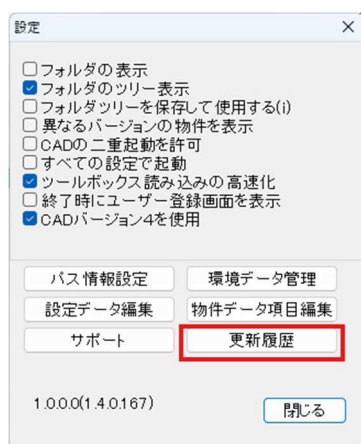 設定
フォルダの表示
フォルダのツリー表示
フォルダツリーを保存して使用する(i)
異なるバージョンの物件を表示
CADの二重起動を許可
すべての設定で起動
ツールボックス読み込みの高速化
終了時にユーザー登録画面を表示
CADバージョン4を使用
パス情報設定 環境データ管理
設定データ編集 物件データ項目編集
サポート 更新履歴
1.0.0.0(1.4.0.167) 閉じる